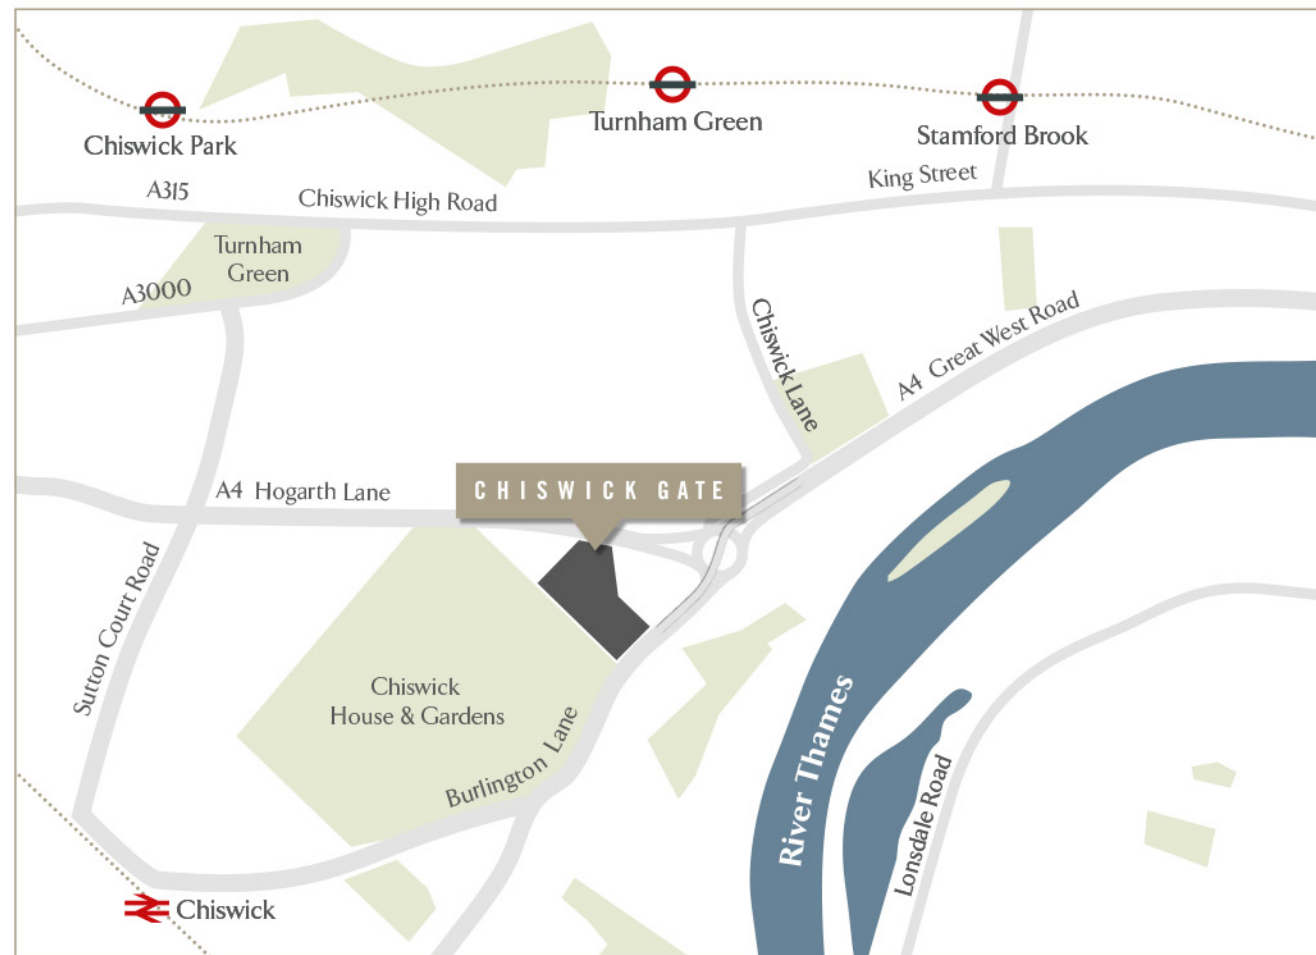 Chiswick Park
Turnham Green
Stamford Brook
A315
Chiswick High Road
King Street
Turnham
Green
A3000
Chiswick Lane
A4 Great West Road
A4 Hogarth Lane
CHISWICK GATE
Sutton Court Road
Chiswick
House & Gardens
Burlington Lane
River Thames
Lonsdale Road
Chiswick